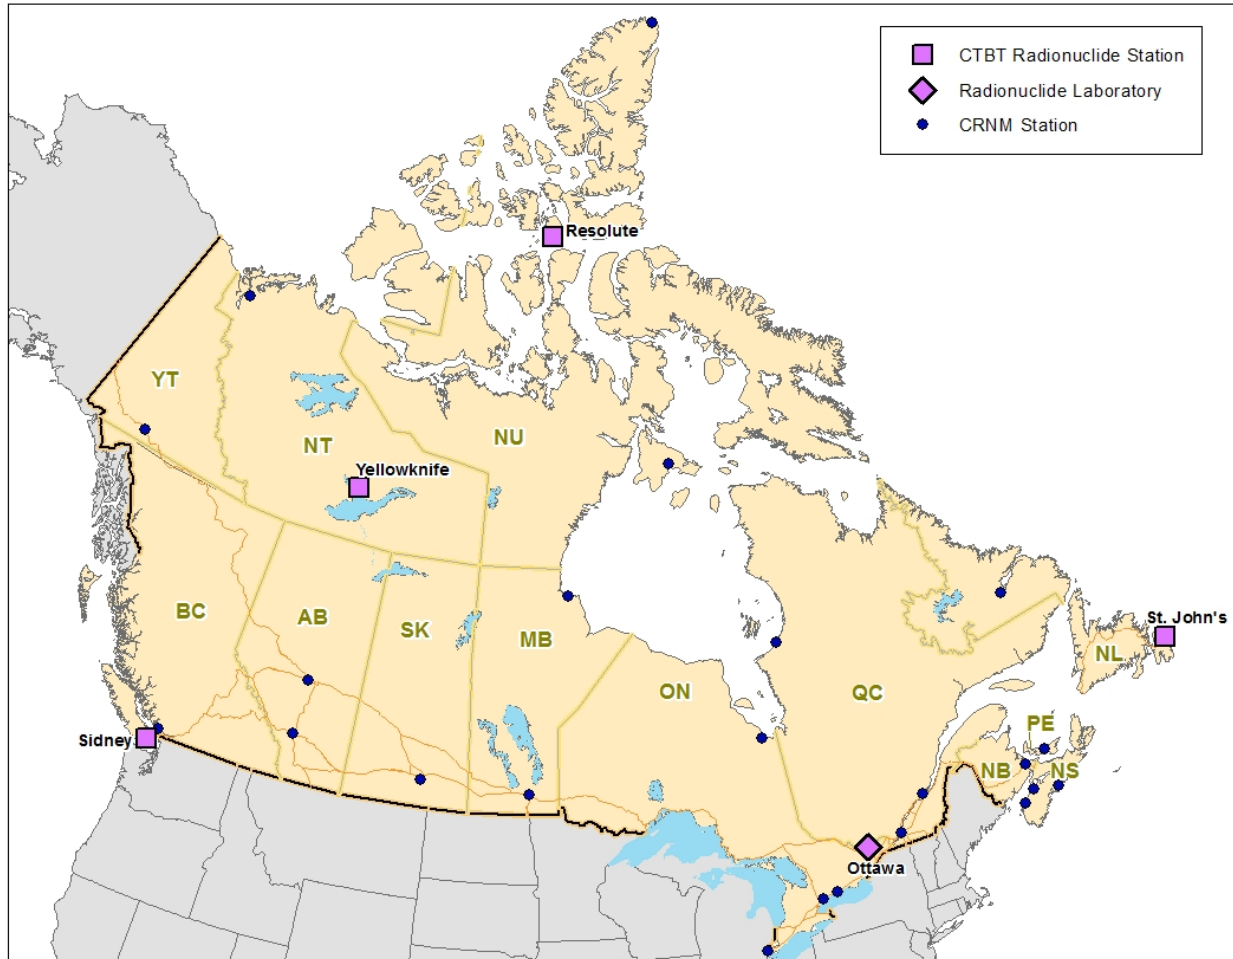 CTBT Radionuclide Station
Radionuclide Laboratory
CRNM Station
Resolute
YT
NT
NU
Yellowknife
BC
AB
SK
MB
ON
QC
St. John's
NL
PE
Sidney
NB
NS
Ottawa